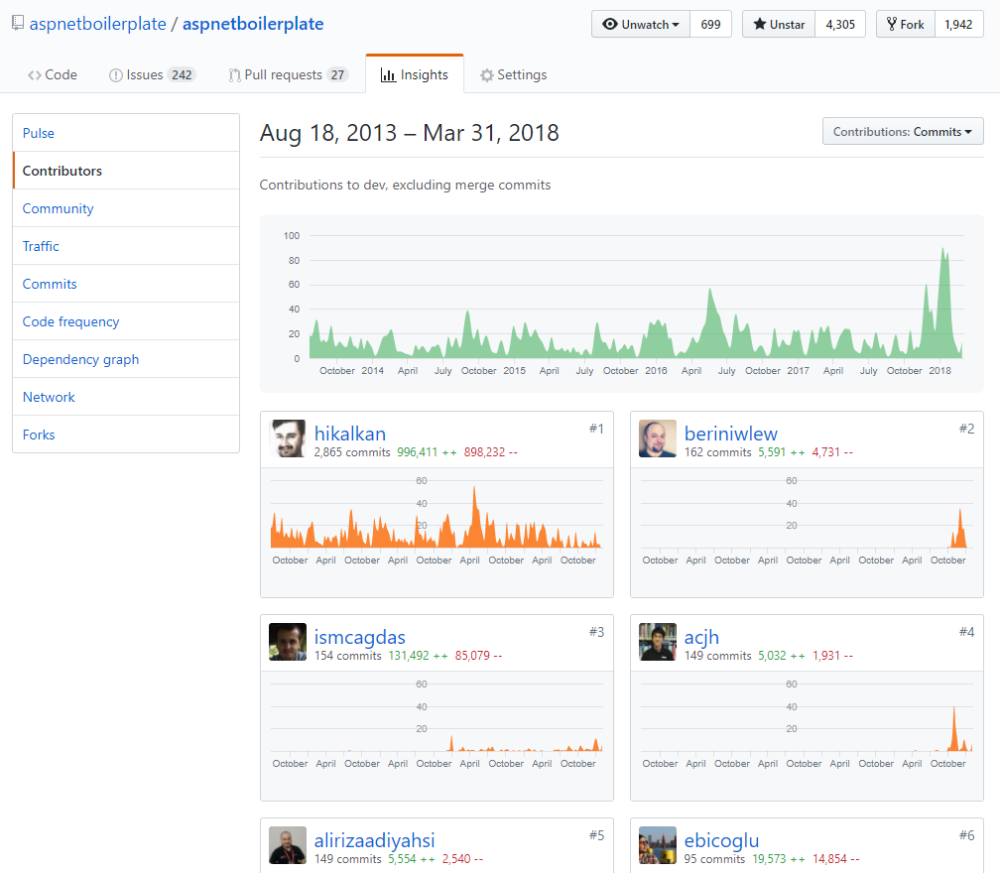 aspnetboilerplate / aspnetboilerplate
Unwatch 699 Unstar 4,305 Fork 1,942
Code Issues 242 Pull requests 27 Insights Settings
Pulse
Contributors
Community
Traffic
Commits
Code frequency
Dependency graph
Network
Forks
Aug 18, 2013 – Mar 31, 2018
Contributions: Commits
Contributions to dev, excluding merge commits
100
80
60
40
20
0
October 2014 April July October 2015 April July October 2016 April July October 2017 April July October 2018
hikalkan #1
2,865 commits 996,411 ++ 898,232 --
60
40
20
October April October April October April October April October
beriniwlew #2
162 commits 5,591 ++ 4,731 --
60
40
20
October April October April October April October April October
ismcagdas #3
154 commits 131,492 ++ 85,079 --
60
40
20
October April October April October April October April October
acjh #4
149 commits 5,032 ++ 1,931 --
60
40
20
October April October April October April October April October
alirizaadiyahsi #5
149 commits 5,554 ++ 2,540 --
ebicoglu #6
95 commits 19,573 ++ 14,854 --